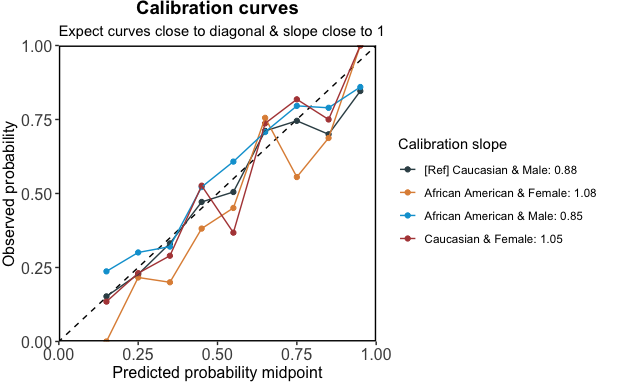 Calibration curves
Expect curves close to diagonal & slope close to 1
1.00
0.75
0.50
0.25
0.00
Observed probability
0.00 0.25 0.50 0.75 1.00
Predicted probability midpoint
Calibration slope
[Ref] Caucasian & Male: 0.88
African American & Female: 1.08
African American & Male: 0.85
Caucasian & Female: 1.05